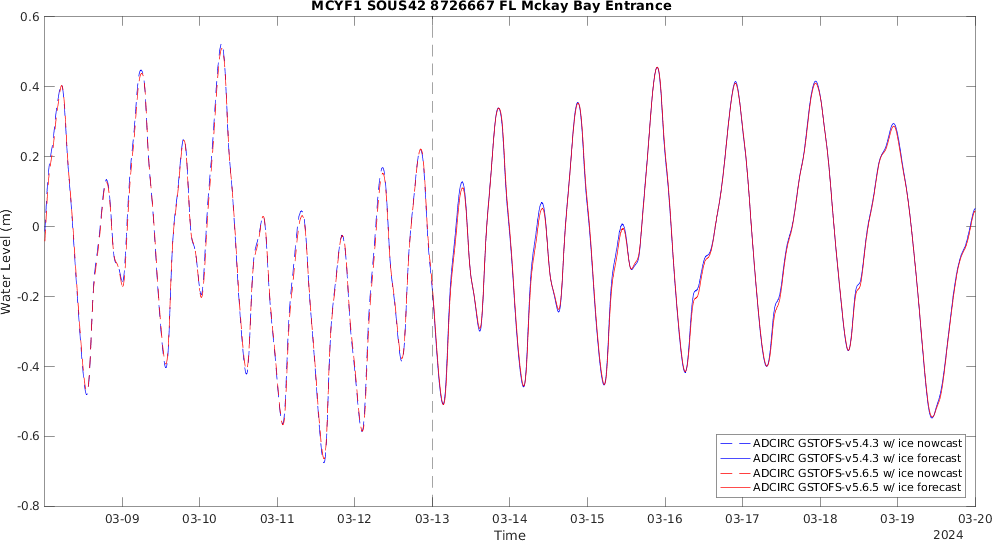 MCYF1 SOUS42 8726667 FL Mckay Bay Entrance
0.6
0.4
0.2
0
-0.2
-0.4
-0.6
-0.8
Water Level (m)
03-09 03-10 03-11 03-12 03-13 03-14 03-15 03-16 03-17 03-18 03-19 03-20
Time
2024
ADCIRC GSTOFS-v5.4.3 w/ ice nowcast
ADCIRC GSTOFS-v5.4.3 w/ ice forecast
ADCIRC GSTOFS-v5.6.5 w/ ice nowcast
ADCIRC GSTOFS-v5.6.5 w/ ice forecast